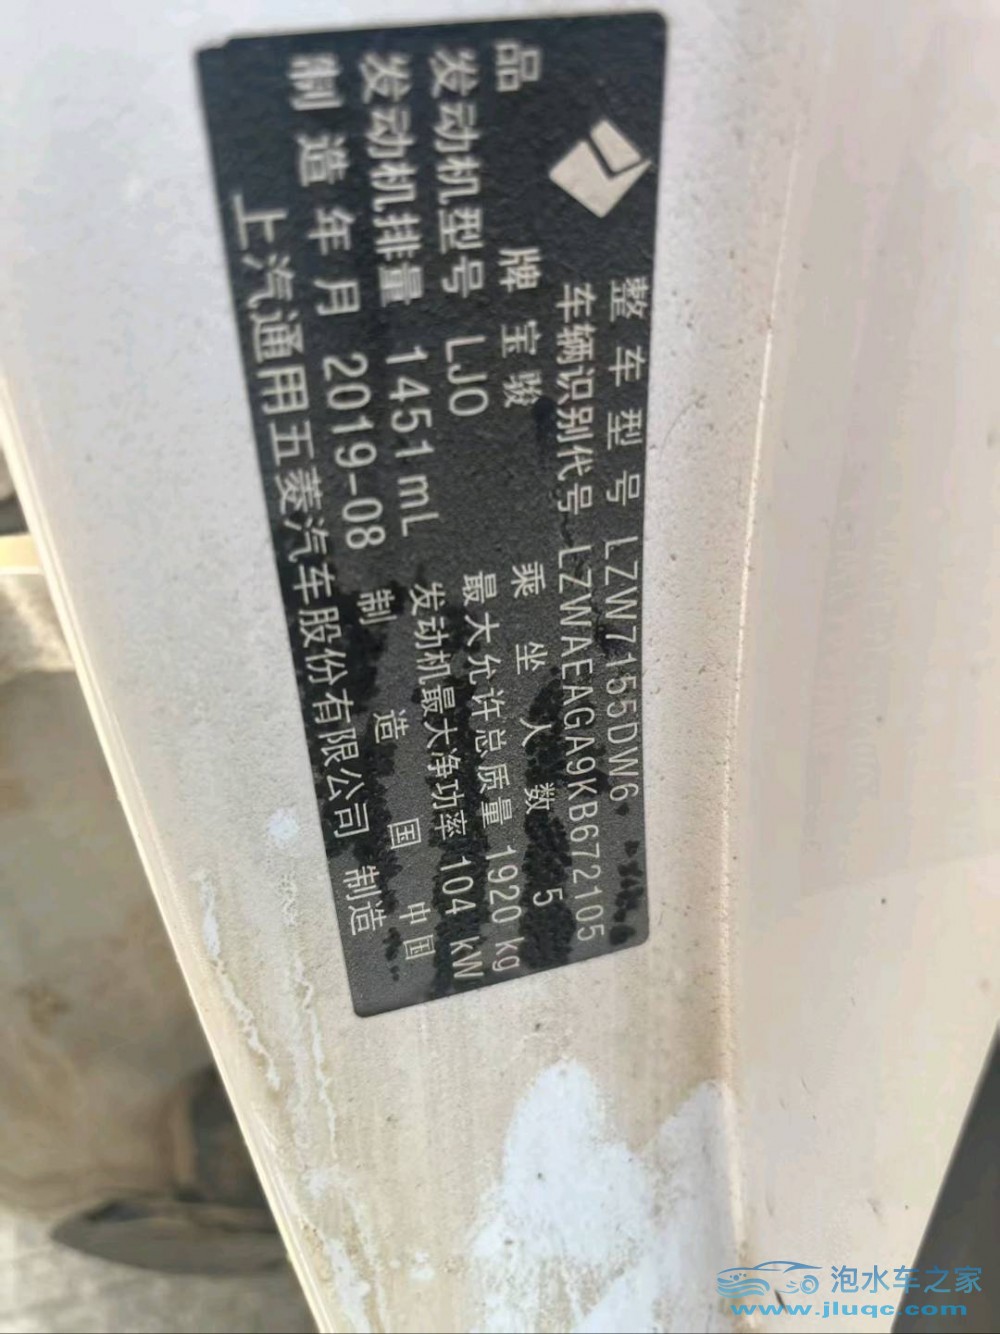 整车型号 LZW7155DW6
车辆识别代号 LZWAEAGA9KB672105
品牌 宝骏 乘坐人数 5
发动机型号 LJO 最大允许总质量 1920 kg
发动机排量 1451mL 发动机最大净功率 104 kW
制造年月 2019-08 制造国 中国
上汽通用五菱汽车股份有限公司 制造
泡水车之家
www.jluqc.com